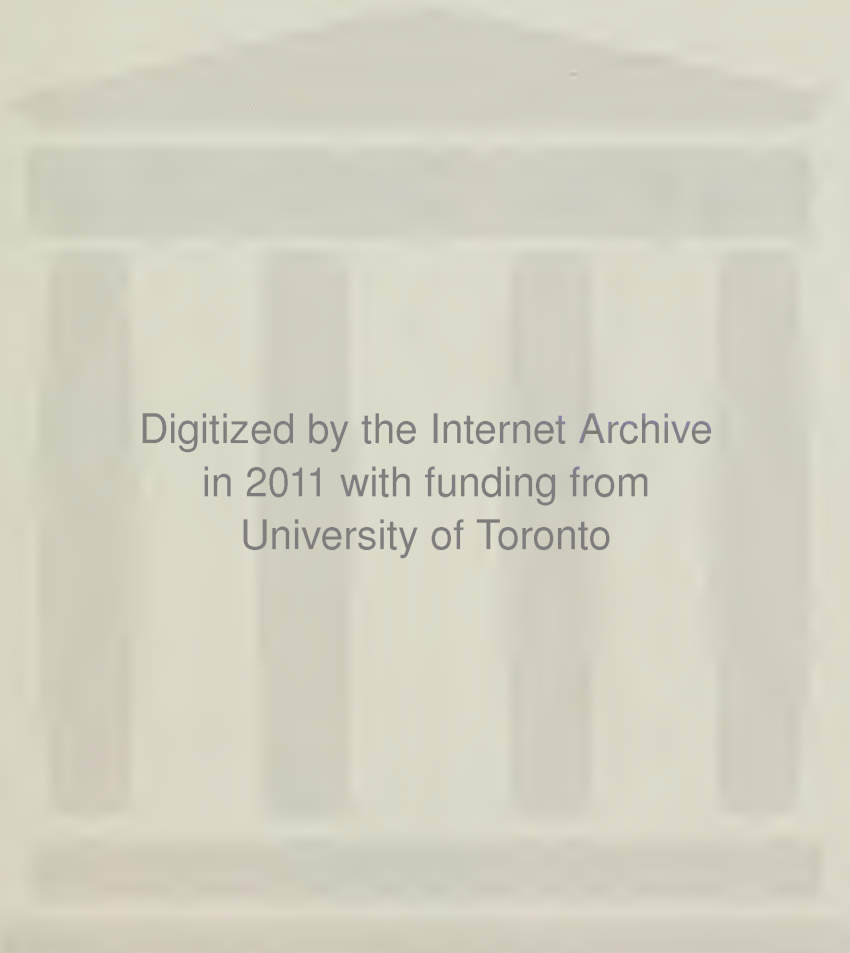 Digitized by the Internet Archive
in 2011 with funding from
University of Toronto